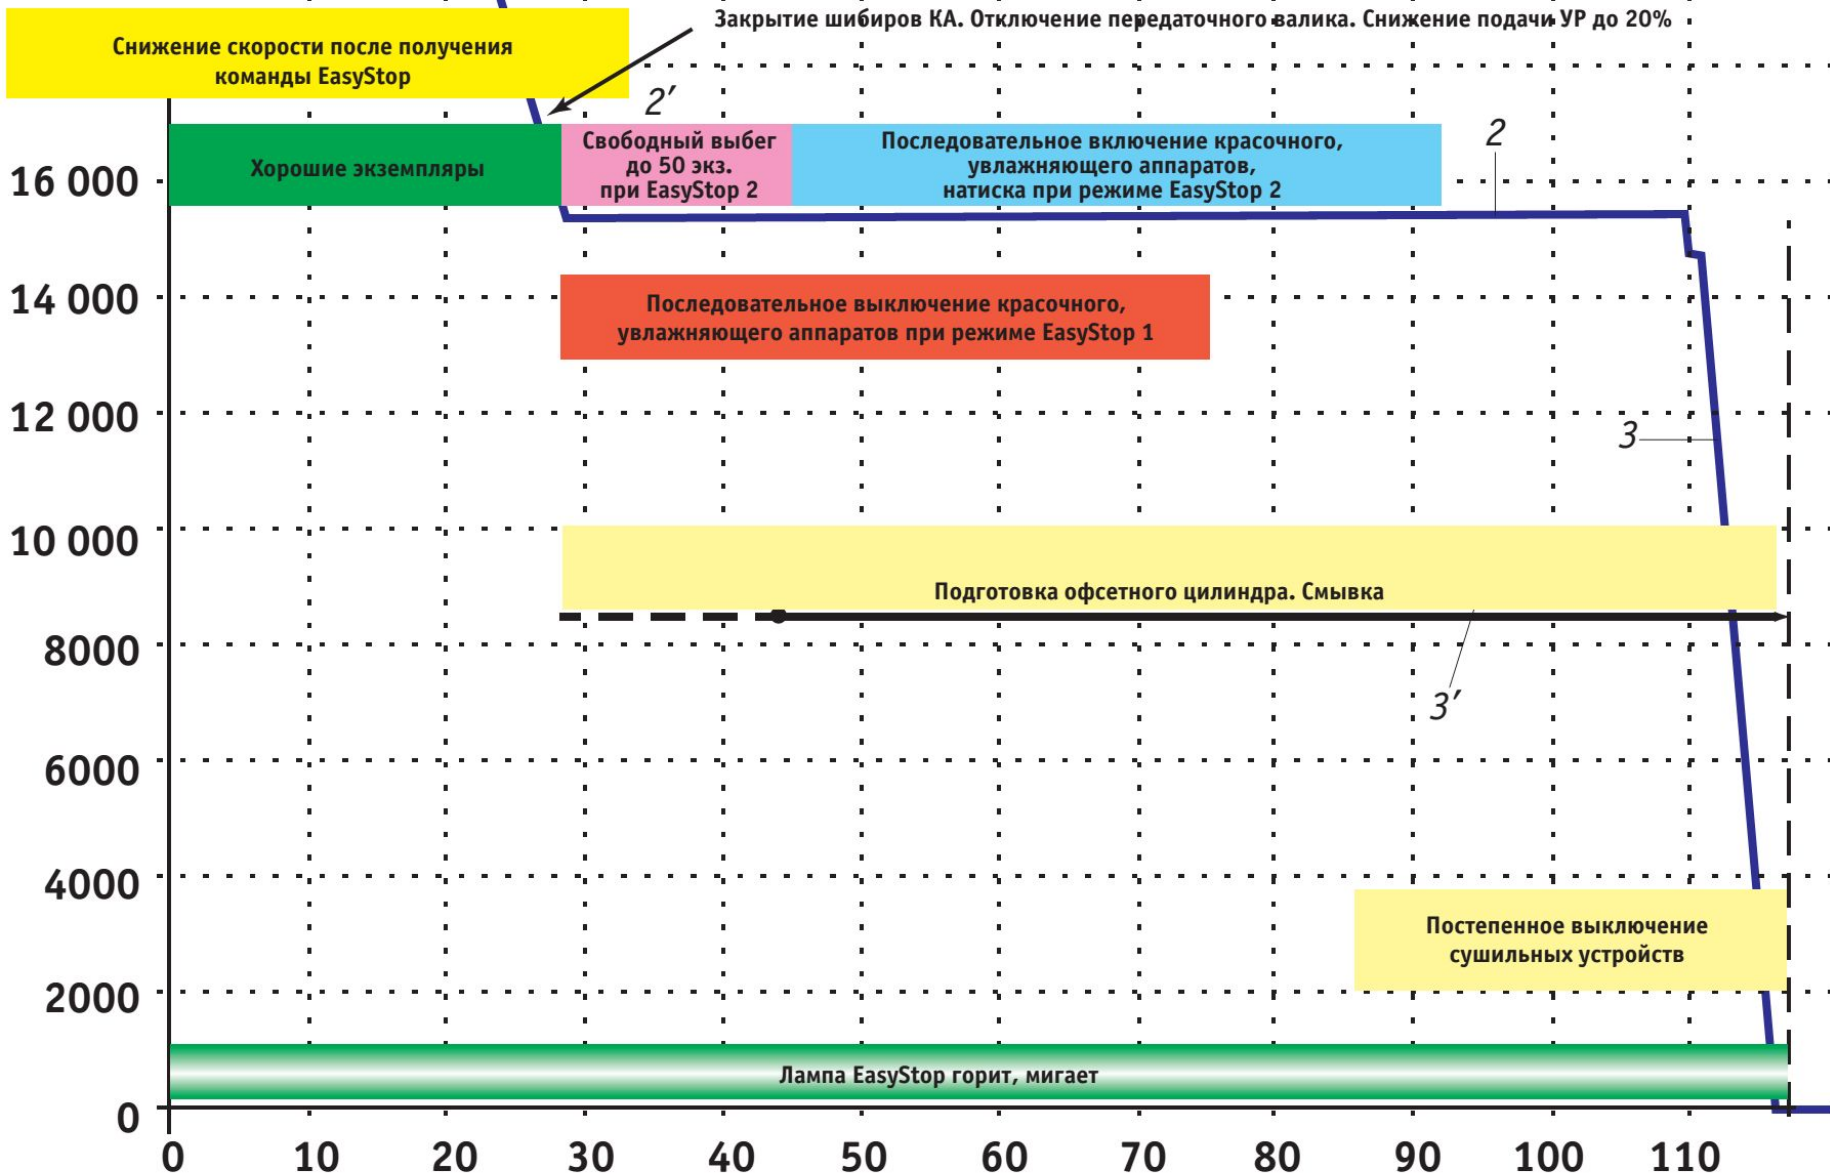 Закрытие шибиров КА. Отключение передаточного валика. Снижение подачи УР до 20%
Снижение скорости после получения
команды EasyStop
2′
2
Хорошие экземпляры
Свободный выбег
до 50 экз.
при EasyStop 2
Последовательное включение красочного,
увлажняющего аппаратов,
натиска при режиме EasyStop 2
16 000
Последовательное выключение красочного,
увлажняющего аппаратов при режиме EasyStop 1
14 000
12 000
3
10 000
Подготовка офсетного цилиндра. Смывка
8000
3′
6000
4000
Постепенное выключение
сушильных устройств
2000
Лампа EasyStop горит, мигает
0
0 10 20 30 40 50 60 70 80 90 100 110